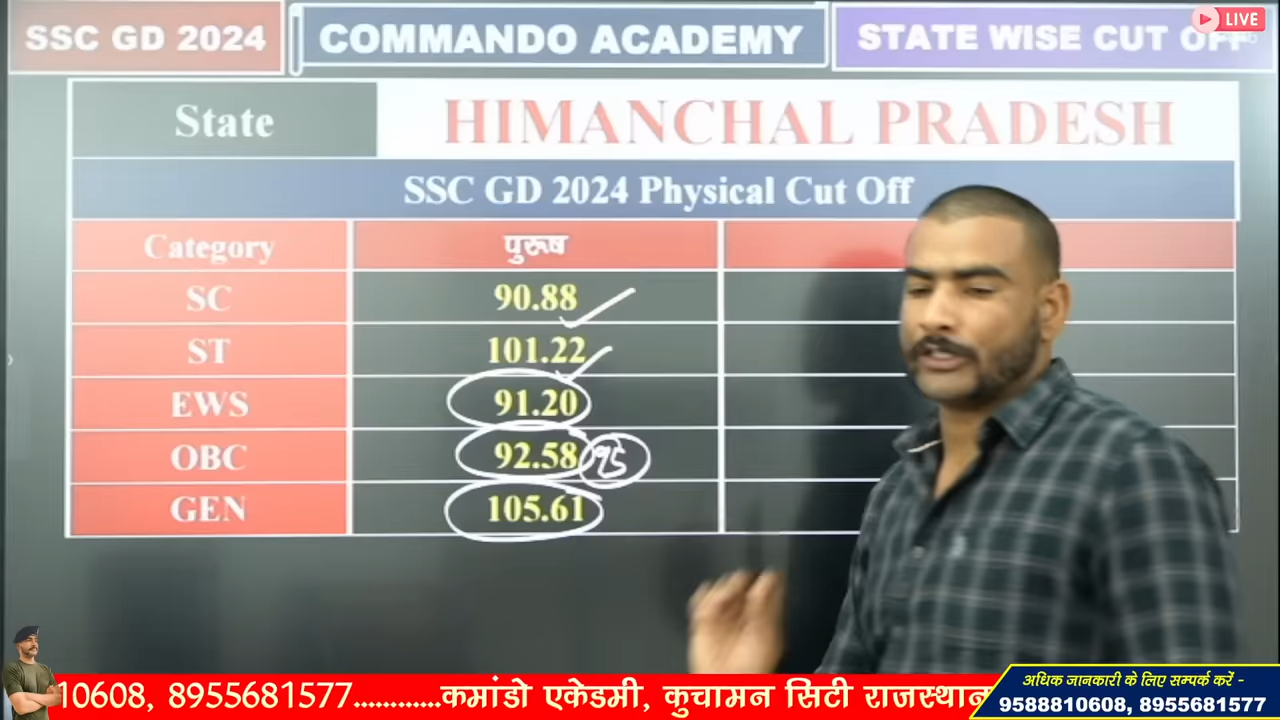 SSC GD 2024
COMMANDO ACADEMY
STATE WISE CUT OFF
LIVE
State
HIMANCHAL PRADESH
SSC GD 2024 Physical Cut Off
Category
पुरूष
SC 90.88
ST 101.22
EWS 91.20
OBC 92.58 95
GEN 105.61
10608, 8955681577............कमांडो एकेडमी, कुचामन सिटी राजस्थान
अधिक जानकारी के लिए सम्पर्क करें -
9588810608, 8955681577